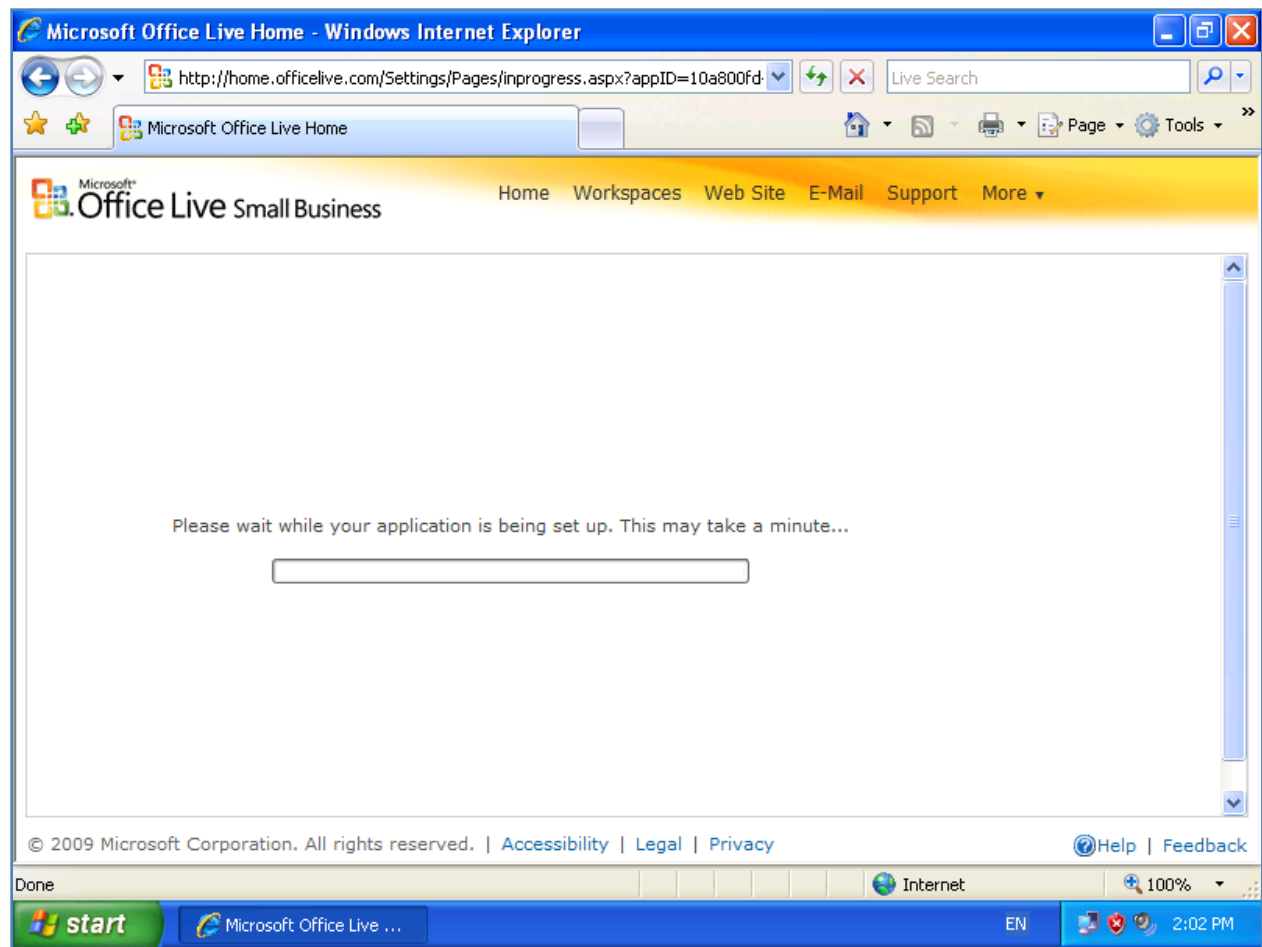 Microsoft Office Live Home - Windows Internet Explorer
http://home.officelive.com/Settings/Pages/inprogress.aspx?appID=10a800fd-
Live Search
Microsoft Office Live Home
Page
Tools
»
Microsoft®
Office Live Small Business
Home Workspaces Web Site E-Mail Support More
Please wait while your application is being set up. This may take a minute...
© 2009 Microsoft Corporation. All rights reserved. | Accessibility | Legal | Privacy
Help | Feedback
Done
Internet
100%
start
Microsoft Office Live ...
EN
2:02 PM